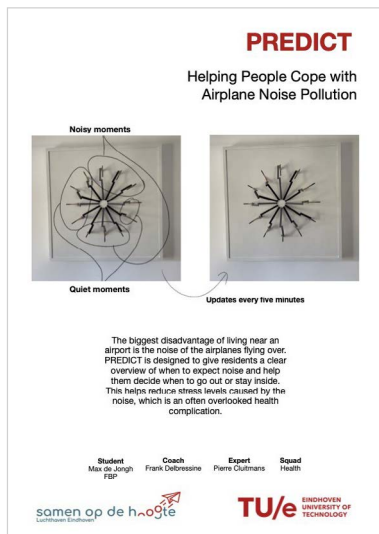 PREDICT
Helping People Cope with
Airplane Noise Pollution
Noisy moments
Quiet moments
Updates every five minutes
The biggest disadvantage of living near an
airport is the noise of the airplanes flying over.
PREDICT is designed to give residents a clear
overview of when to expect noise and help
them decide when to go out or stay inside.
This helps reduce stress levels caused by the
noise, which is an often overlooked health
complication.
Student
Max de Jongh
FBP
Coach
Frank Delbressine
Expert
Pierre Cluitmans
Squad
Health
samen op de hoogte
Luchthaven Eindhoven
TU/e
EINDHOVEN
UNIVERSITY OF
TECHNOLOGY